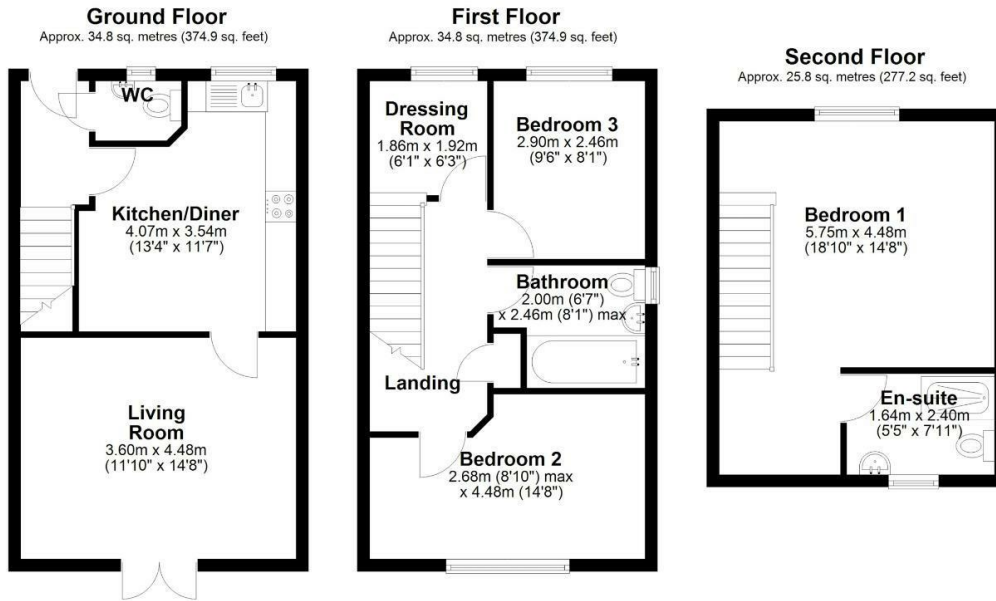 Ground Floor
Approx. 34.8 sq. metres (374.9 sq. feet)
WC
Kitchen/Diner
4.07m x 3.54m
(13'4" x 11'7")
Living
Room
3.60m x 4.48m
(11'10" x 14'8")
First Floor
Approx. 34.8 sq. metres (374.9 sq. feet)
Dressing
Room
1.86m x 1.92m
(6'1" x 6'3")
Bedroom 3
2.90m x 2.46m
(9'6" x 8'1")
Bathroom
2.00m (6'7")
x 2.46m (8'1") max
Landing
Bedroom 2
2.68m (8'10") max
x 4.48m (14'8")
Second Floor
Approx. 25.8 sq. metres (277.2 sq. feet)
Bedroom 1
5.75m x 4.48m
(18'10" x 14'8")
En-suite
1.64m x 2.40m
(5'5" x 7'11")